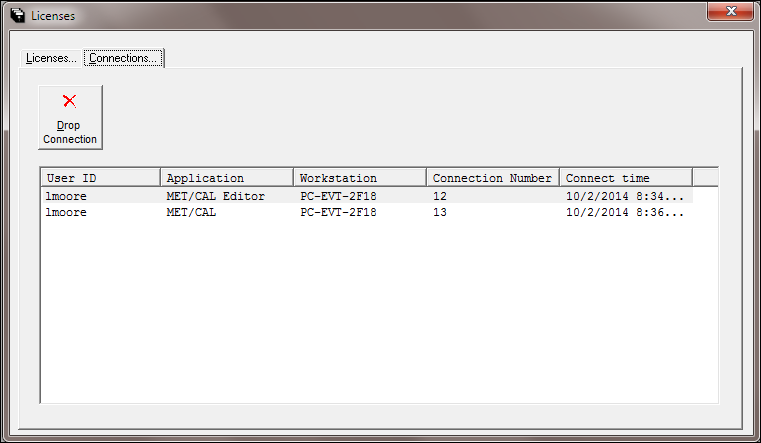 Licenses
Licenses... Connections...
Drop
Connection
User ID Application Workstation Connection Number Connect time
lmoore MET/CAL Editor PC-EVT-2F18 12 10/2/2014 8:34...
lmoore MET/CAL PC-EVT-2F18 13 10/2/2014 8:36...